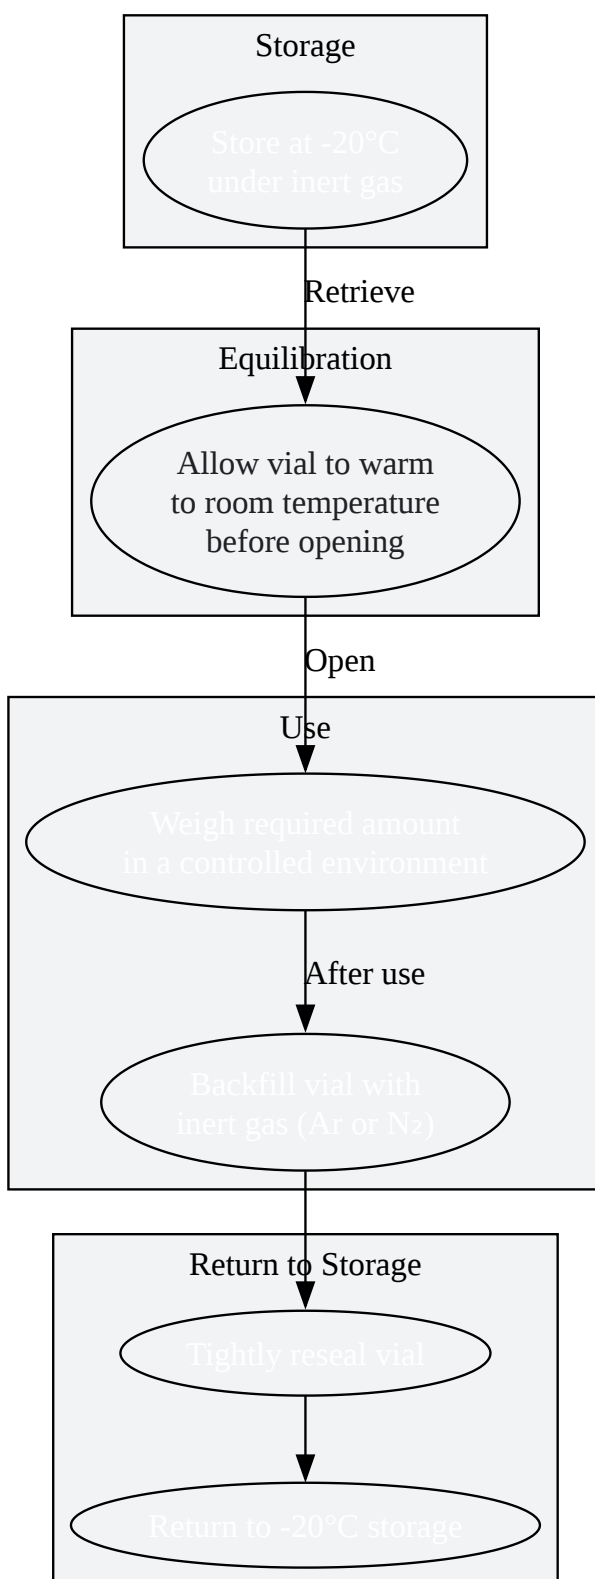 Storage
Store at -20°C
under inert gas
Retrieve
Equilibration
Allow vial to warm
to room temperature
before opening
Open
Use
Weigh required amount
in a controlled environment
After use
Backfill vial with
inert gas (Ar or N₂)
Return to Storage
Tightly reseal vial
Return to -20°C storage